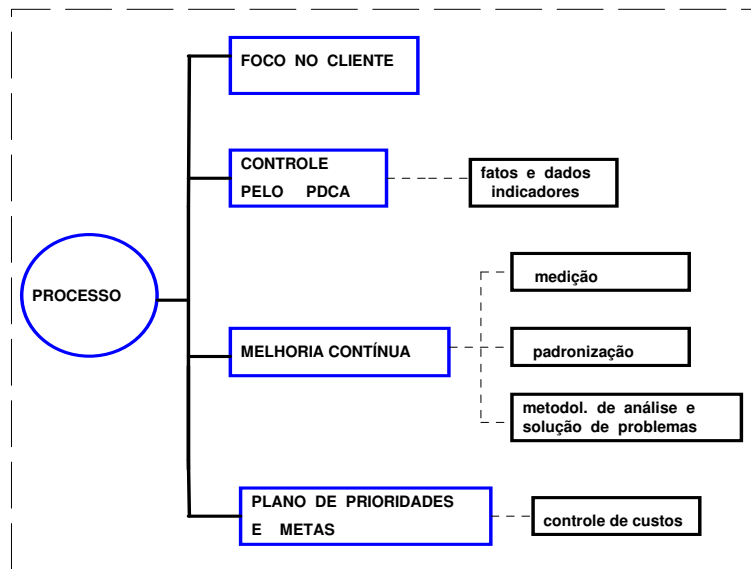 FOCO NO CLIENTE
CONTROLE
PELO PDCA
fatos e dados
indicadores
PROCESSO
medição
MELHORIA CONTÍNUA
padronização
metodol. de análise e
solução de problemas
PLANO DE PRIORIDADES
E METAS
controle de custos